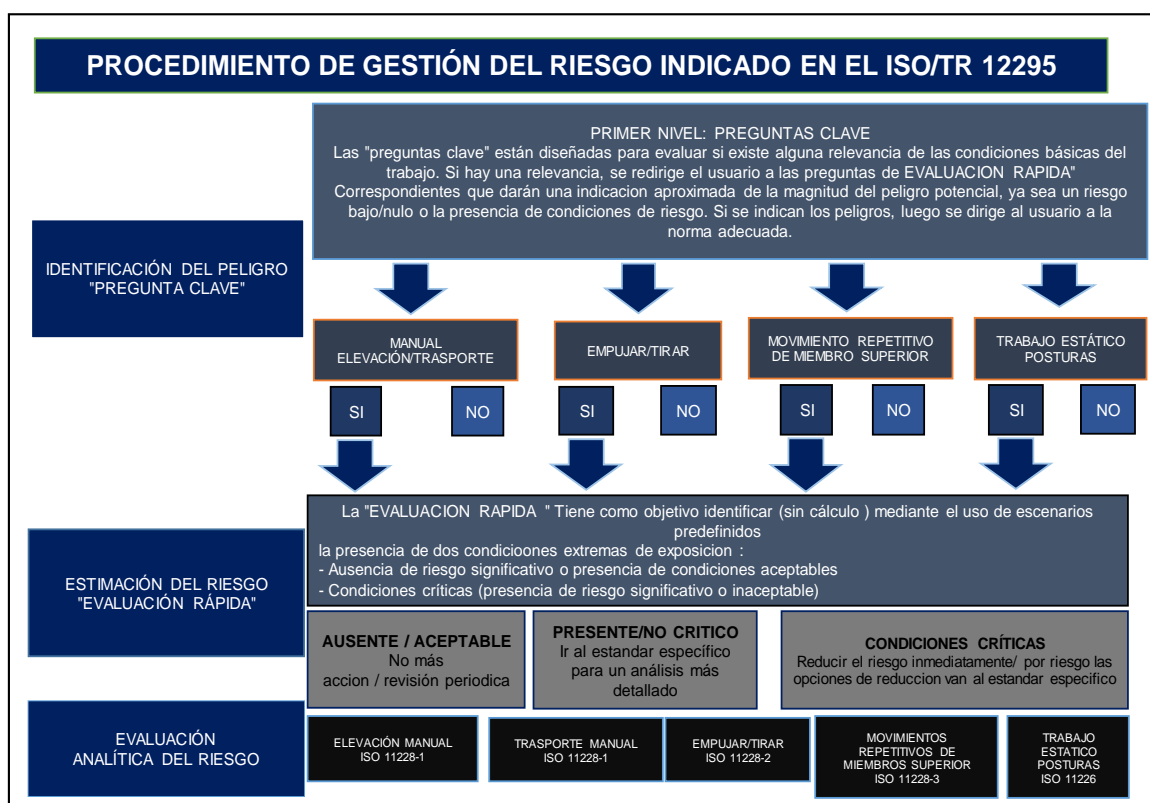 PROCEDIMIENTO DE GESTIÓN DEL RIESGO INDICADO EN EL ISO/TR 12295
PRIMER NIVEL: PREGUNTAS CLAVE
Las "preguntas clave" están diseñadas para evaluar si existe alguna relevancia de las condiciones básicas del
trabajo. Si hay una relevancia, se redirige el usuario a las preguntas de EVALUACION RAPIDA"
Correspondientes que darán una indicacion aproximada de la magnitud del peligro potencial, ya sea un riesgo
bajo/nulo o la presencia de condiciones de riesgo. Si se indican los peligros, luego se dirige al usuario a la
norma adecuada.
IDENTIFICACIÓN DEL PELIGRO
"PREGUNTA CLAVE"
MANUAL
ELEVACIÓN/TRASPORTE
EMPUJAR/TIRAR
MOVIMIENTO REPETITIVO
DE MIEMBRO SUPERIOR
TRABAJO ESTÁTICO
POSTURAS
SI
NO
SI
NO
SI
NO
SI
NO
La "EVALUACION RAPIDA " Tiene como objetivo identificar (sin cálculo ) mediante el uso de escenarios
predefinidos
la presencia de dos condicioones extremas de exposicion :
- Ausencia de riesgo significativo o presencia de condiciones aceptables
- Condiciones críticas (presencia de riesgo significativo o inaceptable)
ESTIMACIÓN DEL RIESGO
"EVALUACIÓN RÁPIDA"
AUSENTE / ACEPTABLE
No más
accion / revisión periodica
PRESENTE/NO CRITICO
Ir al estandar específico
para un análisis más
detallado
CONDICIONES CRÍTICAS
Reducir el riesgo inmediatamente/ por riesgo las
opciones de reduccion van al estandar especifico
EVALUACIÓN
ANALÍTICA DEL RIESGO
ELEVACIÓN MANUAL
ISO 11228-1
TRASPORTE MANUAL
ISO 11228-1
EMPUJAR/TIRAR
ISO 11228-2
MOVIMIENTOS
REPETITIVOS DE
MIEMBROS SUPERIOR
ISO 11228-3
TRABAJO
ESTATICO
POSTURAS
ISO 11226